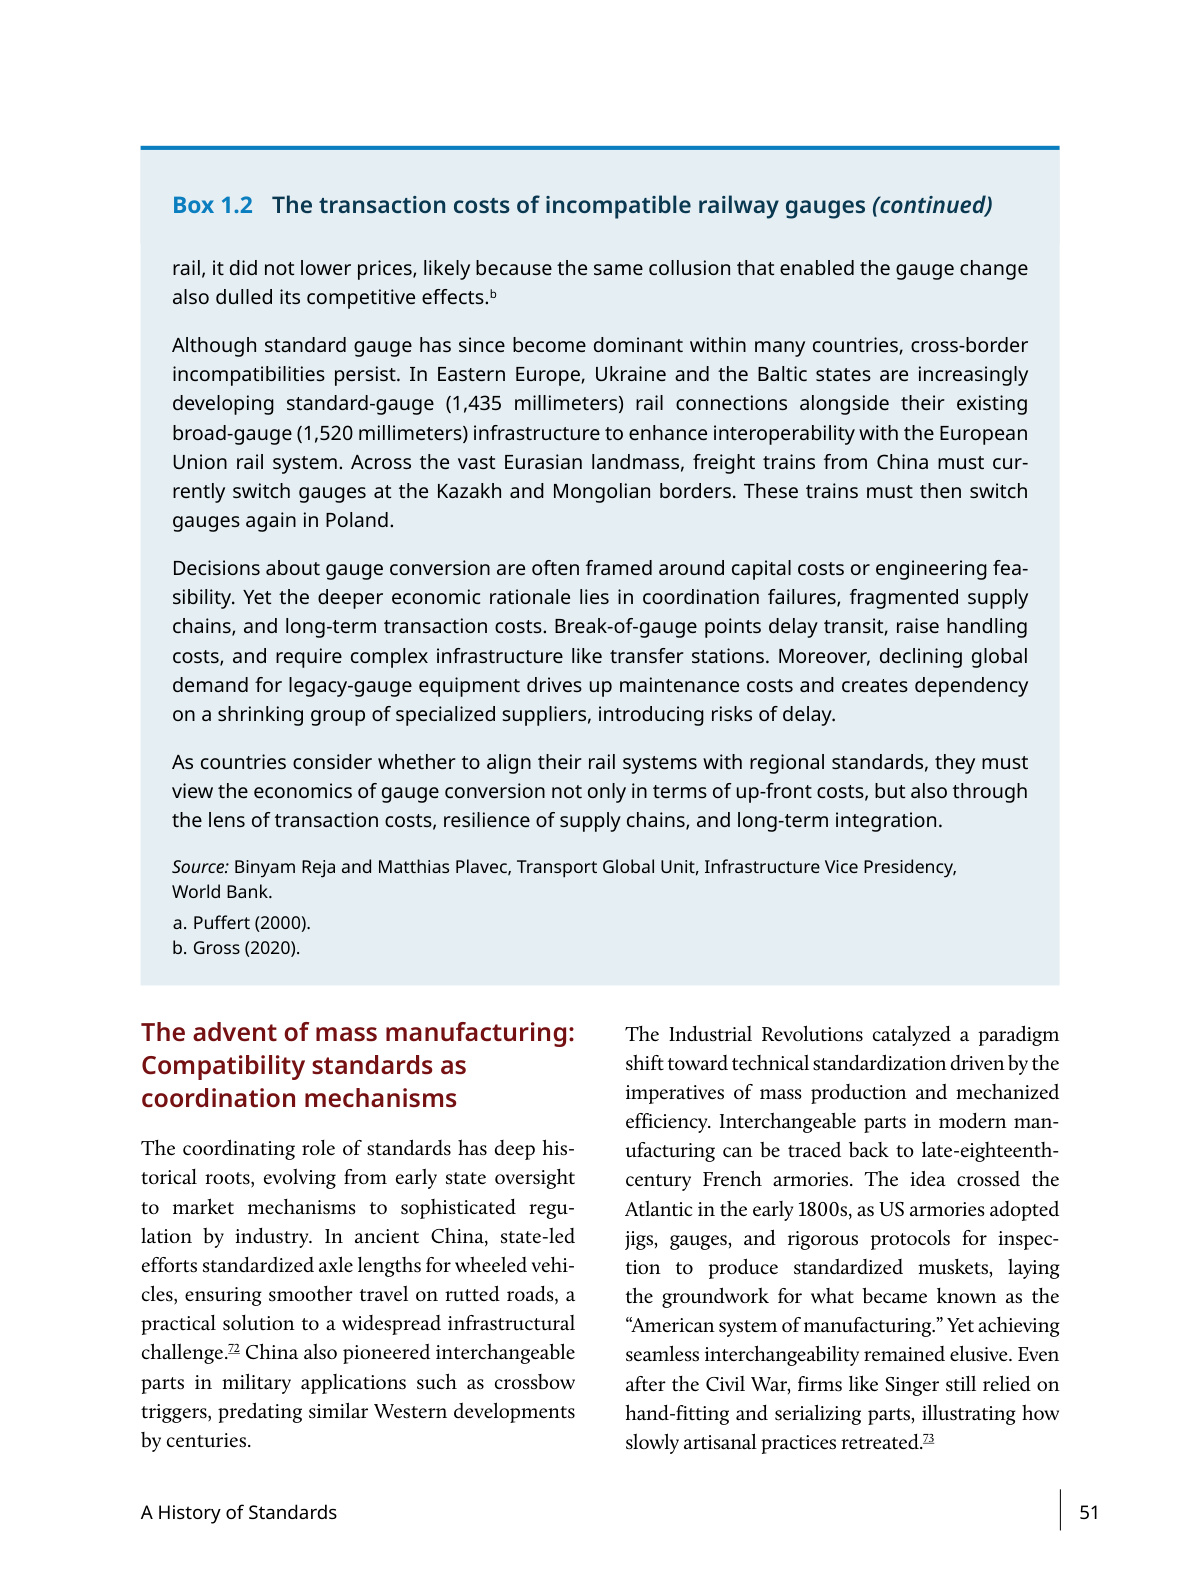 Box 1.2 The transaction costs of incompatible railway gauges (continued)
rail, it did not lower prices, likely because the same collusion that enabled the gauge change
also dulled its competitive effects.b
Although standard gauge has since become dominant within many countries, cross-border
incompatibilities persist. In Eastern Europe, Ukraine and the Baltic states are increasingly
developing standard-gauge (1,435 millimeters) rail connections alongside their existing
broad-gauge (1,520 millimeters) infrastructure to enhance interoperability with the European
Union rail system. Across the vast Eurasian landmass, freight trains from China must cur-
rently switch gauges at the Kazakh and Mongolian borders. These trains must then switch
gauges again in Poland.
Decisions about gauge conversion are often framed around capital costs or engineering fea-
sibility. Yet the deeper economic rationale lies in coordination failures, fragmented supply
chains, and long-term transaction costs. Break-of-gauge points delay transit, raise handling
costs, and require complex infrastructure like transfer stations. Moreover, declining global
demand for legacy-gauge equipment drives up maintenance costs and creates dependency
on a shrinking group of specialized suppliers, introducing risks of delay.
As countries consider whether to align their rail systems with regional standards, they must
view the economics of gauge conversion not only in terms of up-front costs, but also through
the lens of transaction costs, resilience of supply chains, and long-term integration.
Source: Binyam Reja and Matthias Plavec, Transport Global Unit, Infrastructure Vice Presidency,
World Bank.
a. Puffert (2000).
b. Gross (2020).
The advent of mass manufacturing:
Compatibility standards as
coordination mechanisms
The coordinating role of standards has deep his-
torical roots, evolving from early state oversight
to market mechanisms to sophisticated regu-
lation by industry. In ancient China, state-led
efforts standardized axle lengths for wheeled vehi-
cles, ensuring smoother travel on rutted roads, a
practical solution to a widespread infrastructural
challenge.72 China also pioneered interchangeable
parts in military applications such as crossbow
triggers, predating similar Western developments
by centuries.
The Industrial Revolutions catalyzed a paradigm
shift toward technical standardization driven by the
imperatives of mass production and mechanized
efficiency. Interchangeable parts in modern man-
ufacturing can be traced back to late-eighteenth-
century French armories. The idea crossed the
Atlantic in the early 1800s, as US armories adopted
jigs, gauges, and rigorous protocols for inspec-
tion to produce standardized muskets, laying
the groundwork for what became known as the
“American system of manufacturing.” Yet achieving
seamless interchangeability remained elusive. Even
after the Civil War, firms like Singer still relied on
hand-fitting and serializing parts, illustrating how
slowly artisanal practices retreated.73
A History of Standards
51